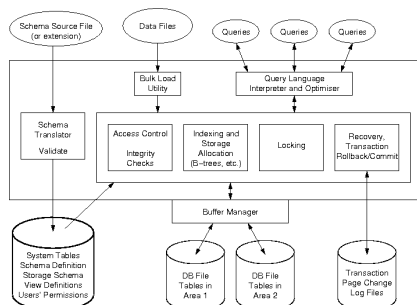 Schema Source File
(or extension)
Data Files
Queries
Queries
Queries
Bulk Load
Utility
Query Language
Interpreter and Optimiser
Schema
Translator
Validate
Access Control
Integrity
Checks
Indexing and
Storage
Allocation
(B-trees, etc.)
Locking
Recovery,
Transaction
Rollback/Commit
Buffer Manager
System Tables
Schema Definition
Storage Schema
View Definitions
Users' Permissions
DB File
Tables in
Area 1
DB File
Tables in
Area 2
Transaction
Page Change
Log Files